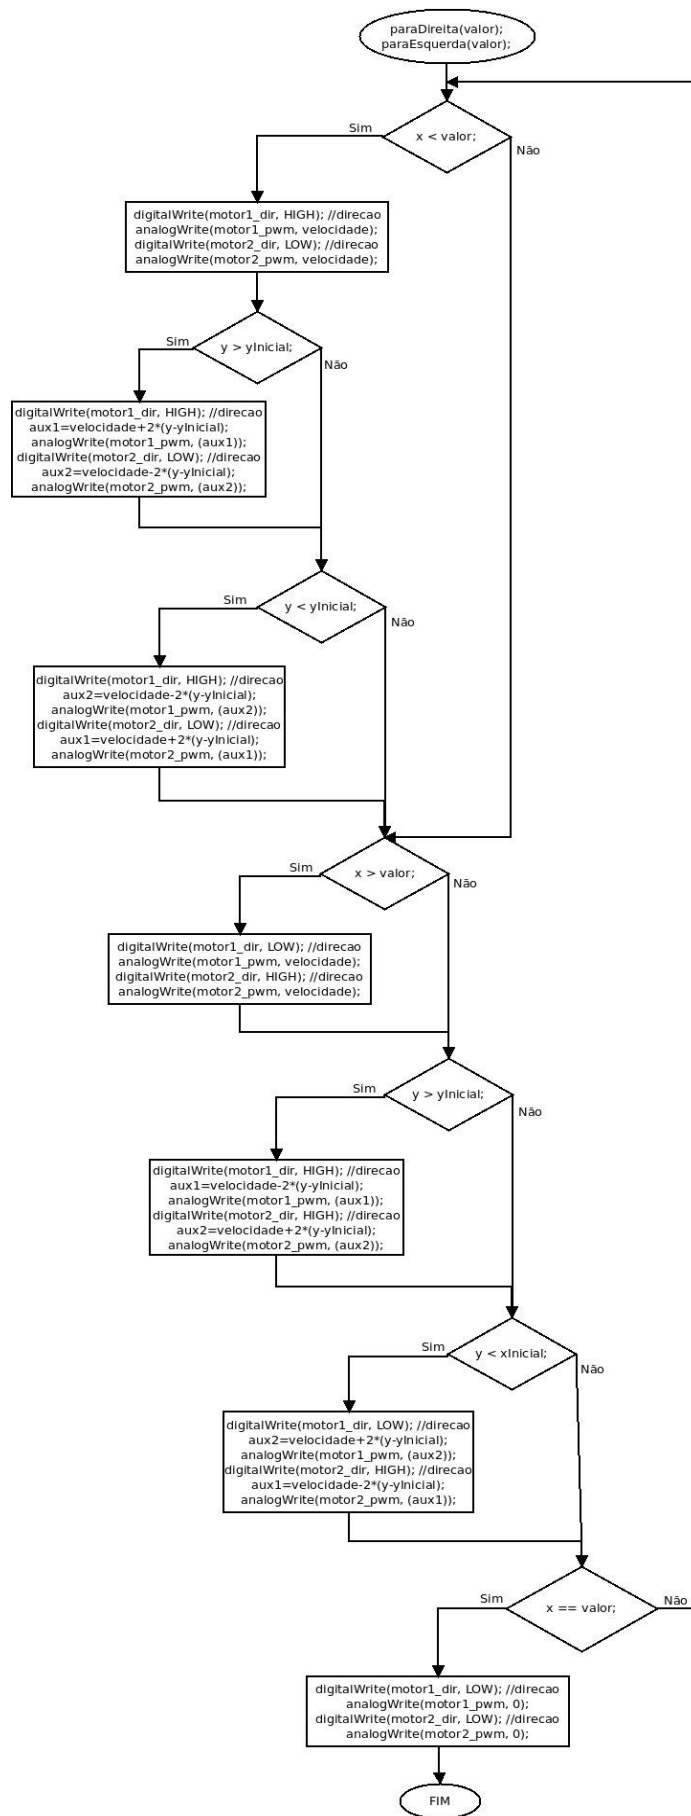 paraDireita(valor);
paraEsquerda(valor);
x < valor;
Sim
Não
digitalWrite(motor1_dir, HIGH); //direcao
analogWrite(motor1_pwm, velocidade);
digitalWrite(motor2_dir, LOW); //direcao
analogWrite(motor2_pwm, velocidade);
y > yInicial;
Sim
Não
digitalWrite(motor1_dir, HIGH); //direcao
aux1=velocidade+2*(y-yInicial);
analogWrite(motor1_pwm, (aux1));
digitalWrite(motor2_dir, LOW); //direcao
aux2=velocidade-2*(y-yInicial);
analogWrite(motor2_pwm, (aux2));
y < yInicial;
Sim
Não
digitalWrite(motor1_dir, HIGH); //direcao
aux2=velocidade-2*(y-yInicial);
analogWrite(motor1_pwm, (aux2));
digitalWrite(motor2_dir, LOW); //direcao
aux1=velocidade+2*(y-yInicial);
analogWrite(motor2_pwm, (aux1));
x > valor;
Sim
Não
digitalWrite(motor1_dir, LOW); //direcao
analogWrite(motor1_pwm, velocidade);
digitalWrite(motor2_dir, HIGH); //direcao
analogWrite(motor2_pwm, velocidade);
y > yInicial;
Sim
Não
digitalWrite(motor1_dir, HIGH); //direcao
aux1=velocidade-2*(y-yInicial);
analogWrite(motor1_pwm, (aux1));
digitalWrite(motor2_dir, HIGH); //direcao
aux2=velocidade+2*(y-yInicial);
analogWrite(motor2_pwm, (aux2));
y < xInicial;
Sim
Não
digitalWrite(motor1_dir, LOW); //direcao
aux2=velocidade+2*(y-yInicial);
analogWrite(motor1_pwm, (aux2));
digitalWrite(motor2_dir, HIGH); //direcao
aux1=velocidade-2*(y-yInicial);
analogWrite(motor2_pwm, (aux1));
x == valor;
Sim
Não
digitalWrite(motor1_dir, LOW); //direcao
analogWrite(motor1_pwm, 0);
digitalWrite(motor2_dir, LOW); //direcao
analogWrite(motor2_pwm, 0);
FIM